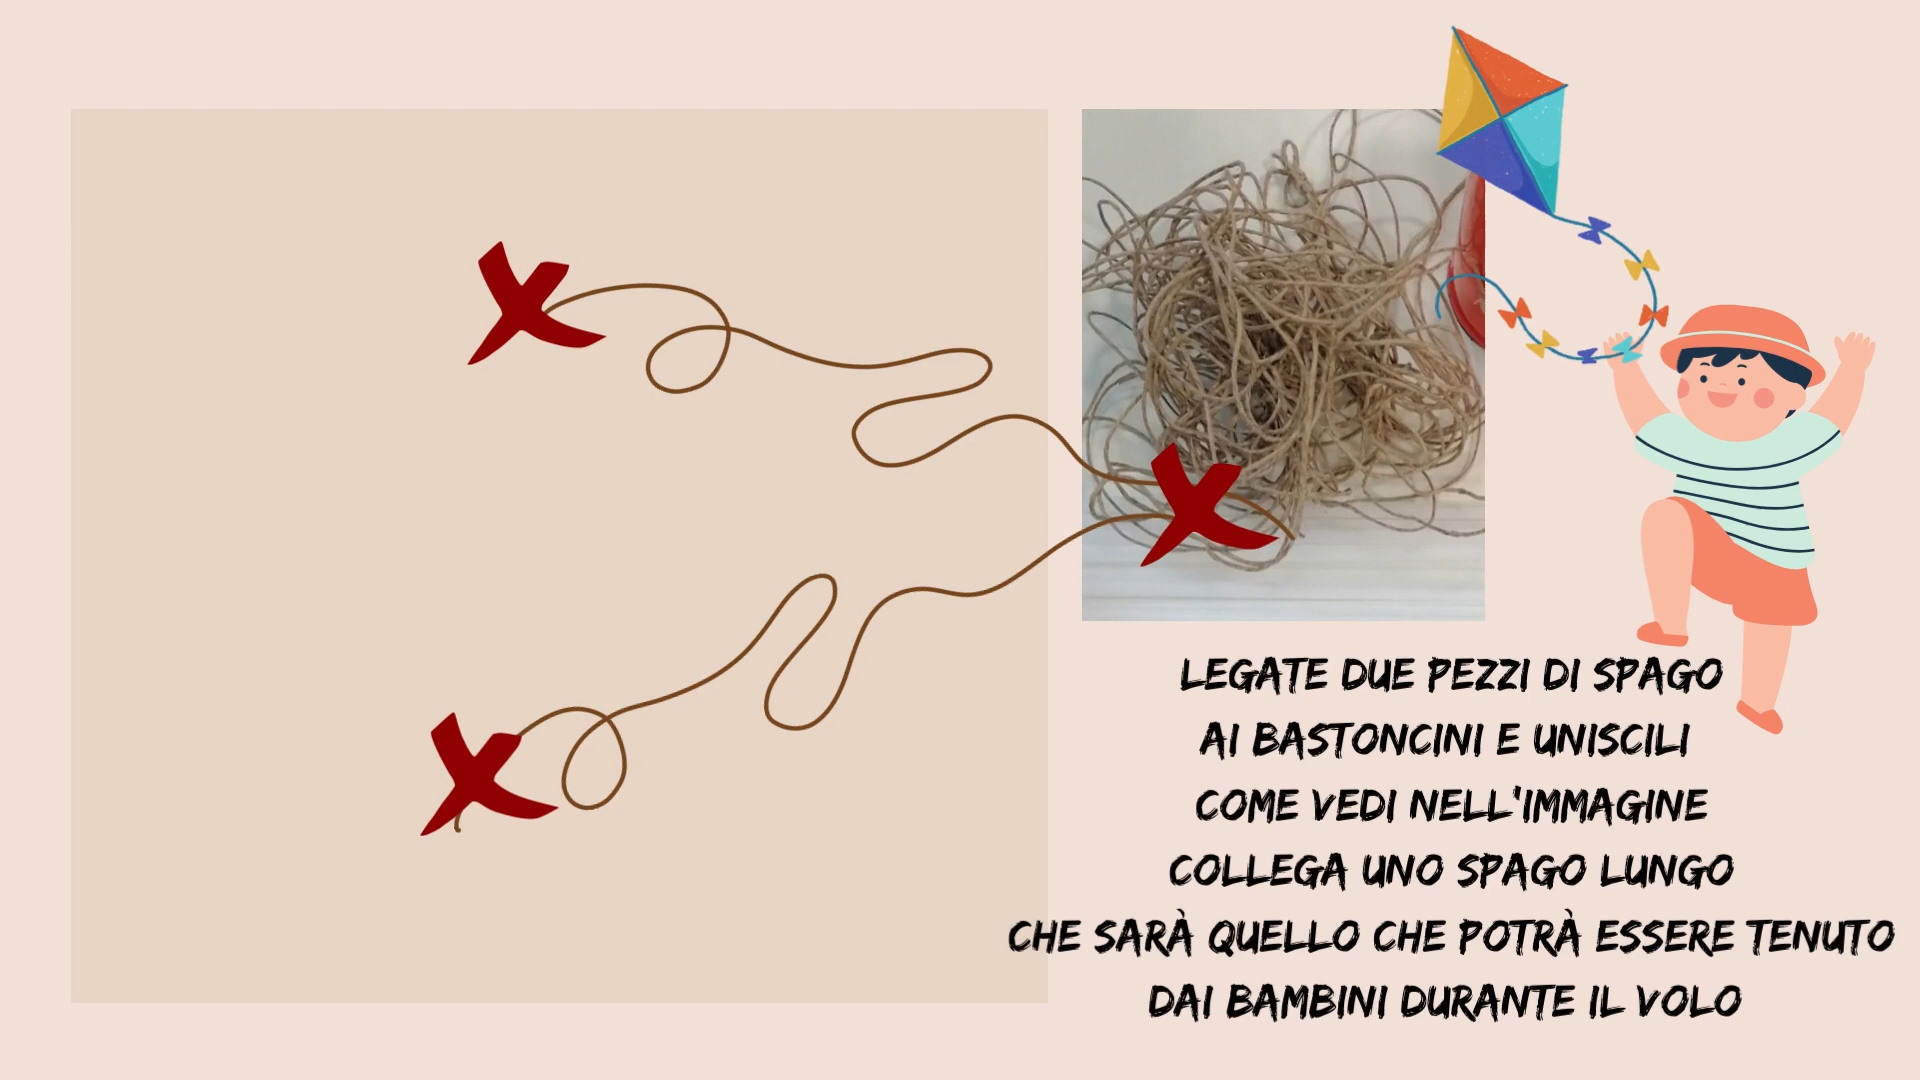 LEGATE DUE PEZZI DI SPAGO
AI BASTONCINI E UNISCILI
COME VEDI NELL'IMMAGINE
COLLEGA UNO SPAGO LUNGO
CHE SARÀ QUELLO CHE POTRÀ ESSERE TENUTO
DAI BAMBINI DURANTE IL VOLO